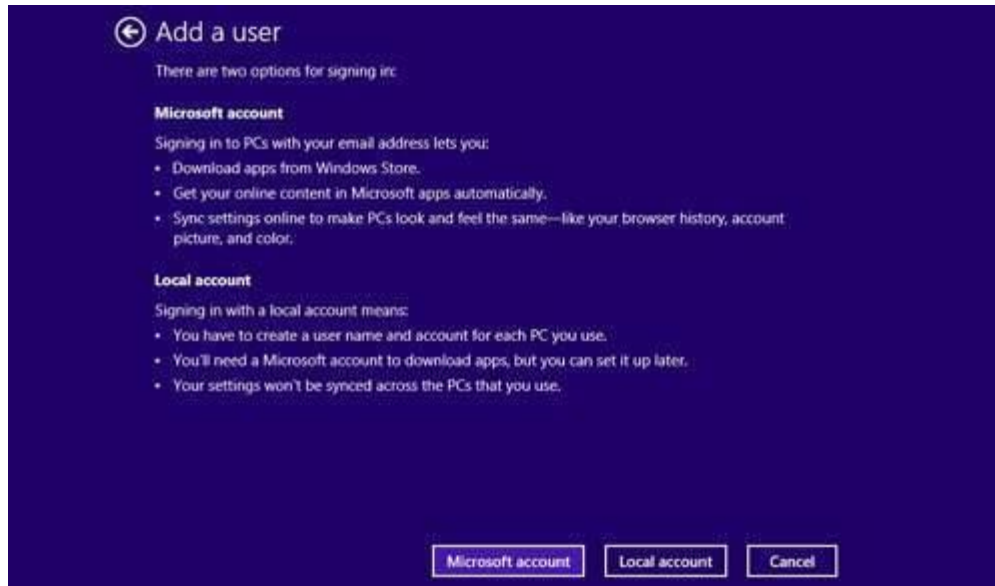 Add a user
There are two options for signing in:
Microsoft account
Signing in to PCs with your email address lets you:
• Download apps from Windows Store.
• Get your online content in Microsoft apps automatically.
• Sync settings online to make PCs look and feel the same—like your browser history, account
picture, and color.
Local account
Signing in with a local account means:
• You have to create a user name and account for each PC you use.
• You'll need a Microsoft account to download apps, but you can set it up later.
• Your settings won't be synced across the PCs that you use.
Microsoft account Local account Cancel